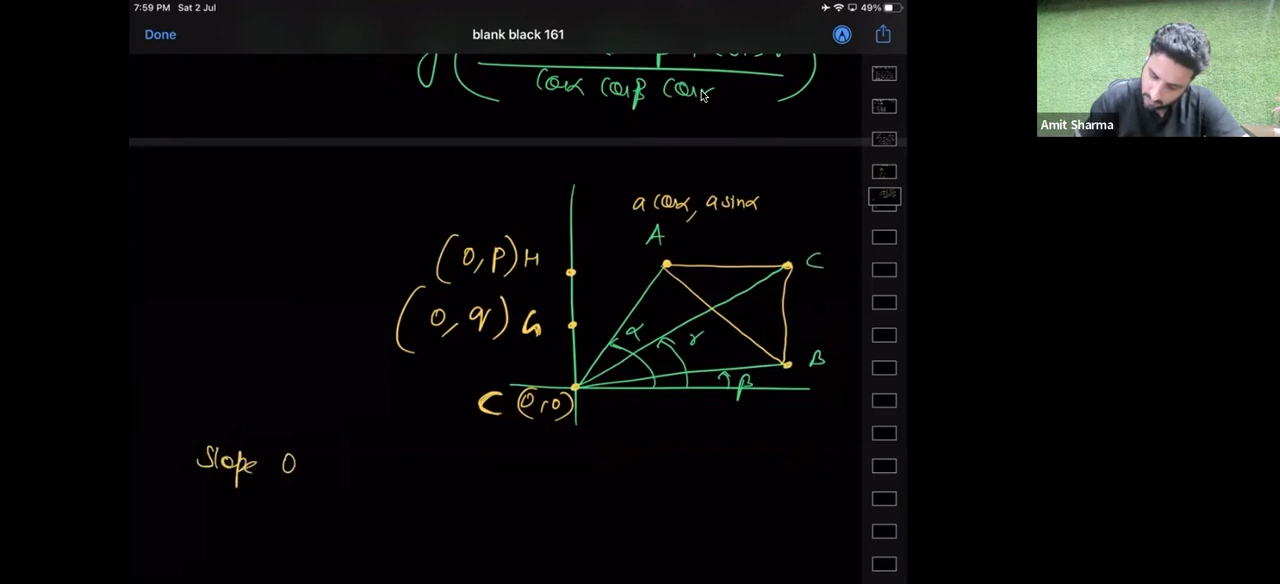 7:59 PM Sat 2 Jul
49%
Done
blank black 161
Amit Sharma
cosα cosβ cosγ
a cosα, a sinα
A
(0, p) H
C
(0, q) G
α
γ
B
β
C (0,0)
Slope 0